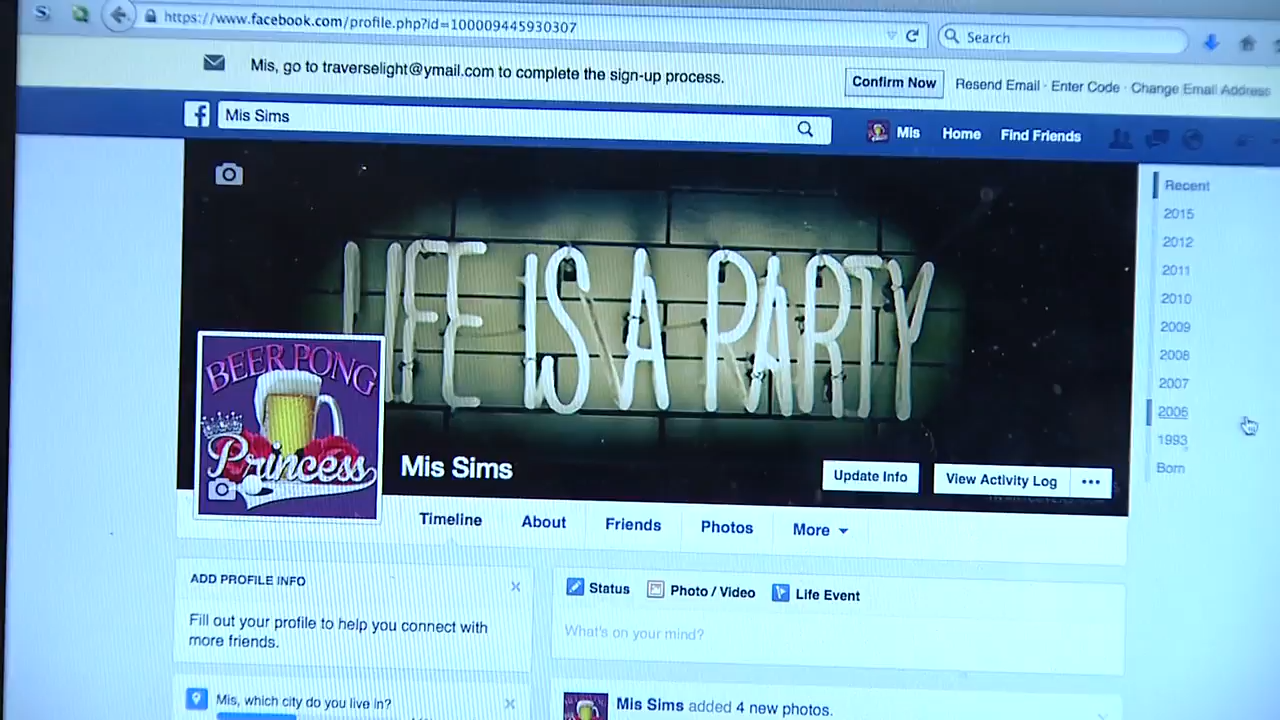 https://www.facebook.com/profile.php?id=100009445930307
Search
Mis, go to traverselight@ymail.com to complete the sign-up process.
Confirm Now
Resend Email · Enter Code · Change Email Address
f
Mis Sims
Mis
Home
Find Friends
LIFE IS A PARTY
Recent
2015
2012
2011
2010
2009
2008
2007
2006
1993
Born
BEER PONG
Princess
Mis Sims
Update Info
View Activity Log
•••
Timeline
About
Friends
Photos
More
ADD PROFILE INFO
Fill out your profile to help you connect with
more friends.
Mis, which city do you live in?
Status
Photo / Video
Life Event
What's on your mind?
Mis Sims added 4 new photos.